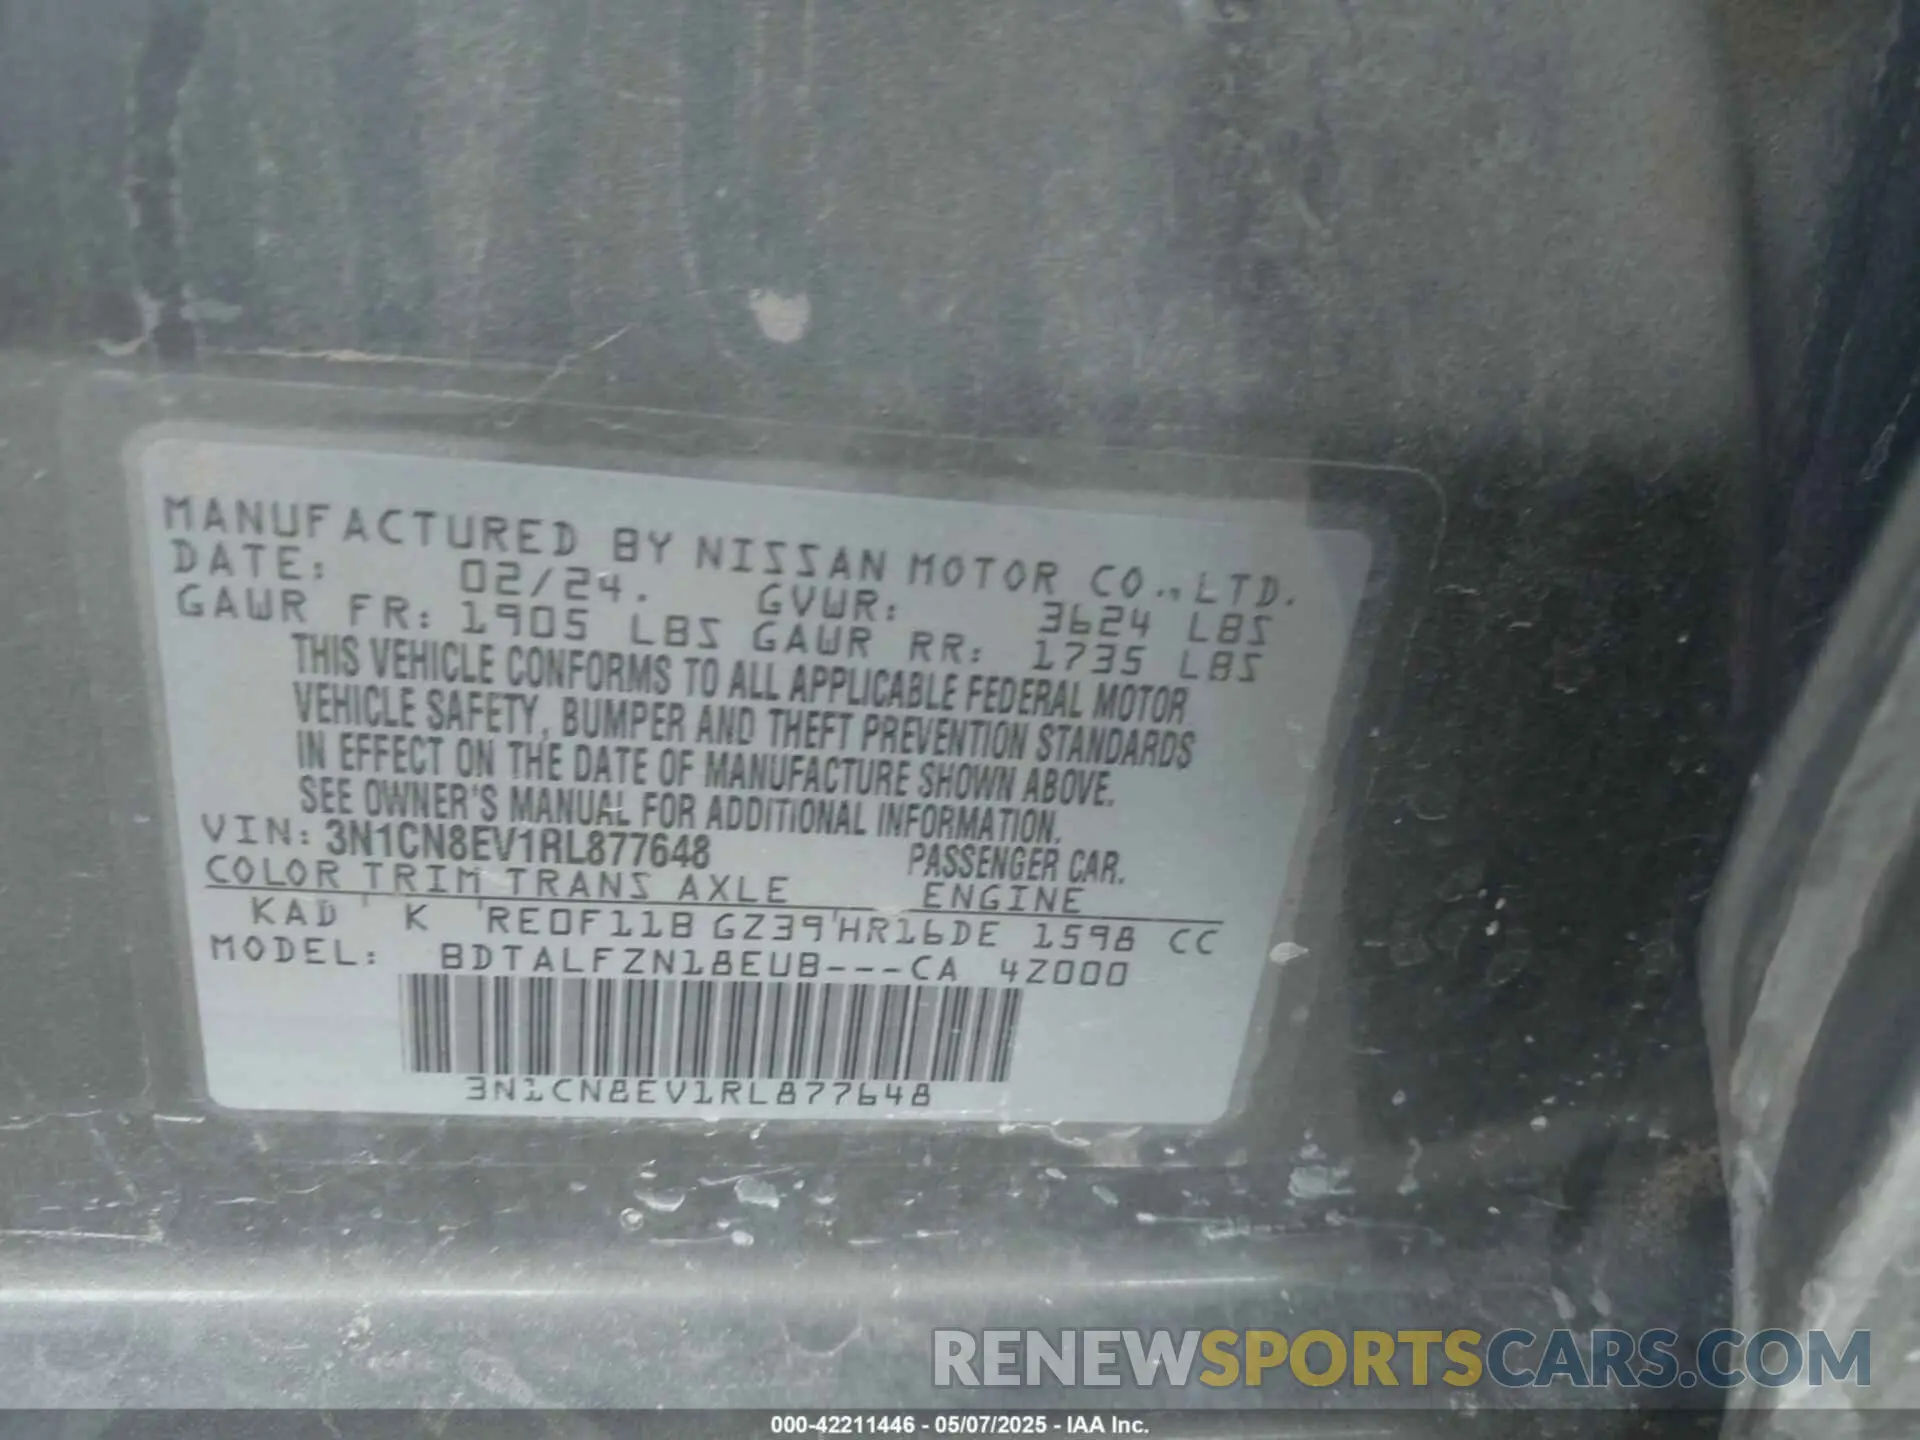 MANUFACTURED BY NISSAN MOTOR CO.,LTD.
DATE: 02/24. GVWR: 3624 LBS
GAWR FR: 1905 LBS GAWR RR: 1735 LBS
THIS VEHICLE CONFORMS TO ALL APPLICABLE FEDERAL MOTOR
VEHICLE SAFETY, BUMPER AND THEFT PREVENTION STANDARDS
IN EFFECT ON THE DATE OF MANUFACTURE SHOWN ABOVE.
SEE OWNER'S MANUAL FOR ADDITIONAL INFORMATION.
VIN: 3N1CN8EV1RL877648 PASSENGER CAR.
COLOR TRIM TRANS AXLE ENGINE
KAD ' K ' RE0F11B GZ39 ' HR16DE 1598 CC
MODEL: BDTALFZN18EUB---CA 4Z000
3N1CN8EV1RL877648
RENEWSPORTSCARS.COM
000-42211446 - 05/07/2025 - IAA Inc.